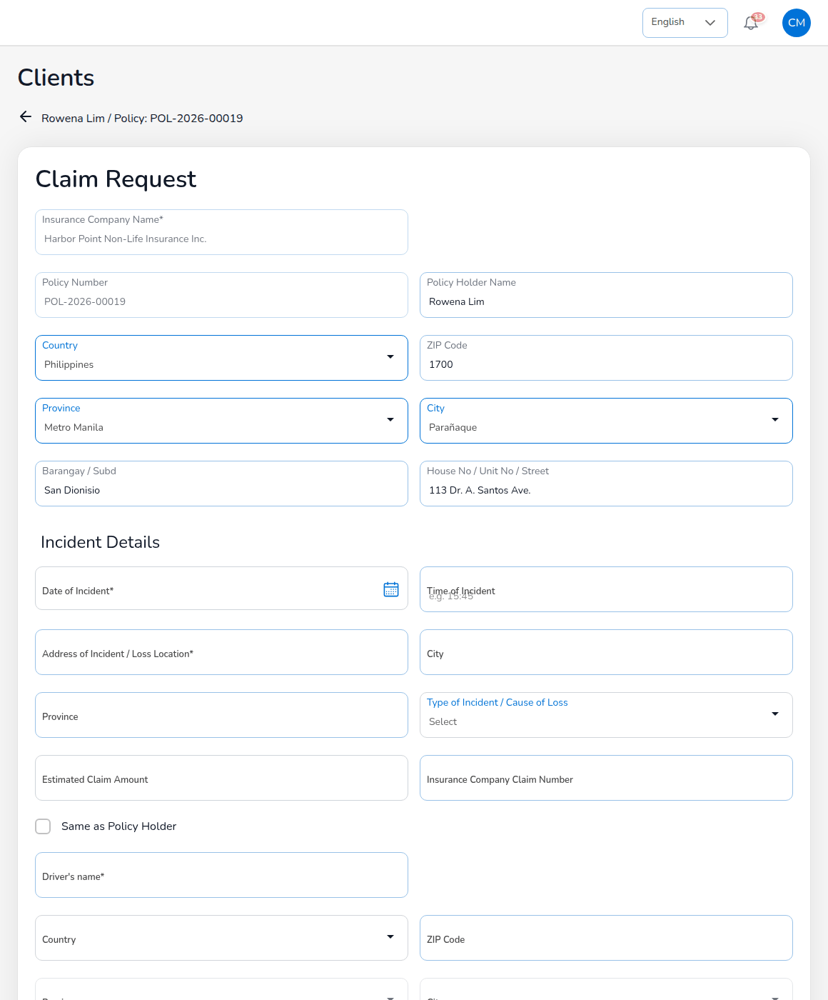 English
33
CM
Clients
Rowena Lim / Policy: POL-2026-00019
Claim Request
Insurance Company Name*
Harbor Point Non-Life Insurance Inc.
Policy Number
POL-2026-00019
Policy Holder Name
Rowena Lim
Country
Philippines
ZIP Code
1700
Province
Metro Manila
City
Parañaque
Barangay / Subd
San Dionisio
House No / Unit No / Street
113 Dr. A. Santos Ave.
Incident Details
Date of Incident*
Time of Incident
e.g. 15:45
Address of Incident / Loss Location*
City
Province
Type of Incident / Cause of Loss
Select
Estimated Claim Amount
Insurance Company Claim Number
Same as Policy Holder
Driver's name*
Country
ZIP Code